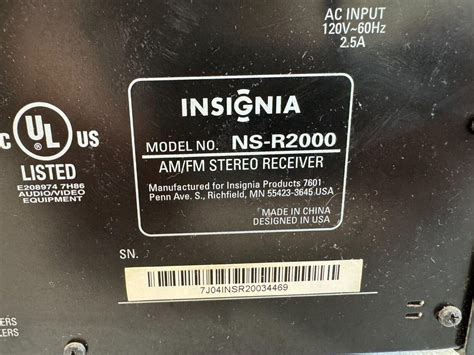 AC INPUT
120V~60Hz
2.5A
INSIGNIA
MODEL NO. NS-R2000
AM/FM STEREO RECEIVER
Manufactured for Insignia Products 7601
Penn Ave. S., Richfield, MN 55423-3645.USA
MADE IN CHINA
DESIGNED IN USA
C UL US
LISTED
E208974 7H86
AUDIO/VIDEO
EQUIPMENT
SN.
7J04INSR20034469